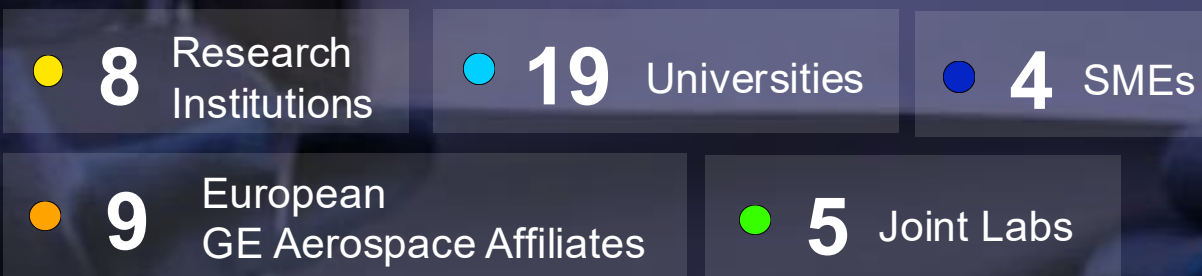 8 Research
Institutions
19 Universities
4 SMEs
9 European
GE Aerospace Affiliates
5 Joint Labs